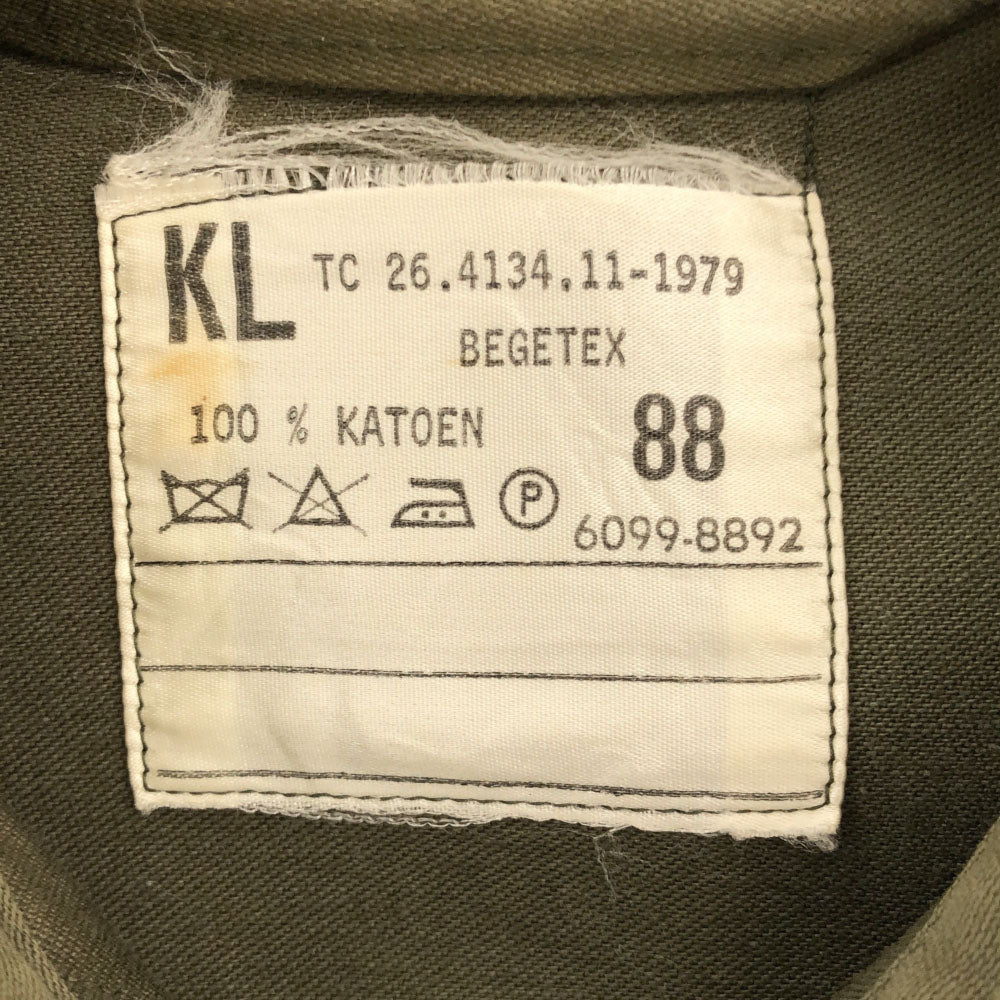 KL TC 26.4134.11-1979
BEGETEX
100 % KATOEN 88
P 6099-8892